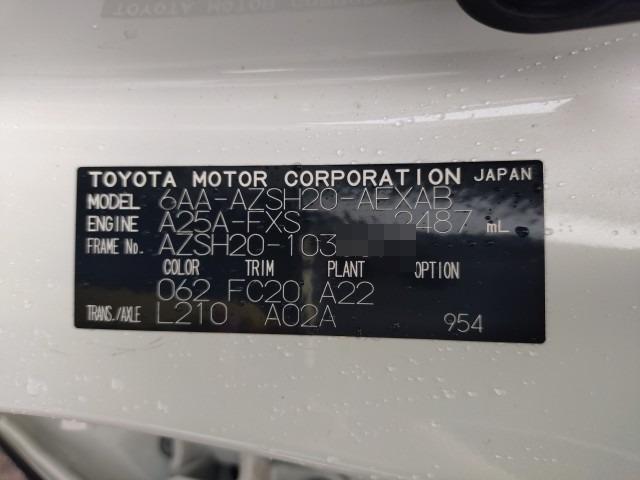 TOYOTA MOTOR CORPORATION JAPAN
MODEL 6AA-AZSH20-AEXAB
ENGINE A25A-FXS 2487 mL
FRAME No. AZSH20-103
COLOR TRIM PLANT OPTION
062 FC20 A22
TRANS./AXLE L210 A02A 954